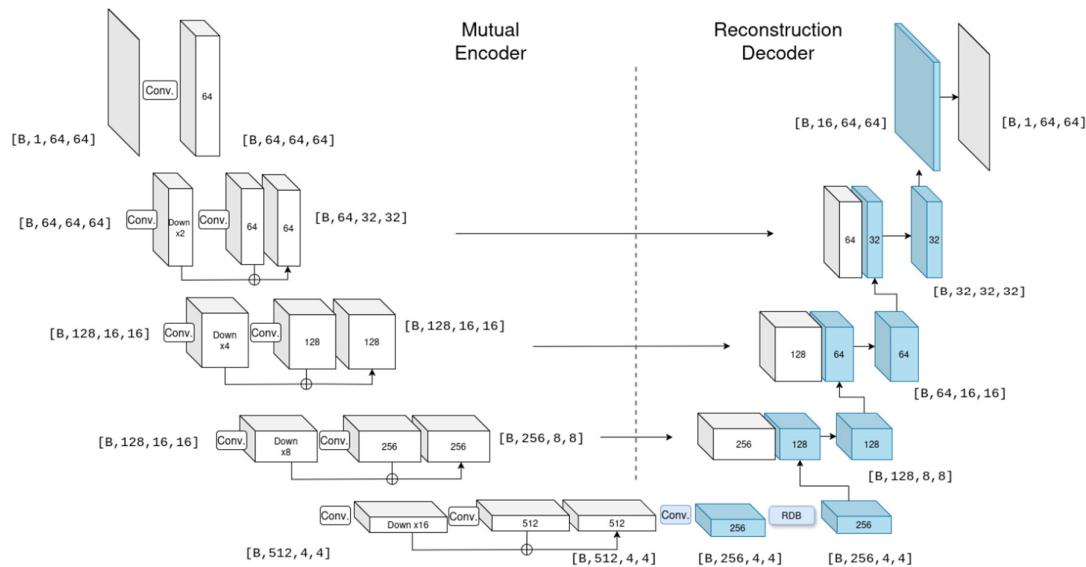 Mutual
Encoder
Reconstruction
Decoder
Conv.
64
[B,1,64,64]
[B,64,64,64]
[B,16,64,64]
[B,1,64,64]
[B,64,64,64]
Conv.
Down
x2
Conv.
64
64
[B,64,32,32]
64
32
32
[B,32,32,32]
[B,128,16,16]
Conv.
Down
x4
Conv.
128
128
[B,128,16,16]
128
64
64
[B,64,16,16]
[B,128,16,16]
Conv.
Down
x8
Conv.
256
256
[B,256,8,8]
256
128
128
[B,128,8,8]
Conv.
Down x16
Conv.
512
512
Conv.
256
RDB
256
[B,512,4,4]
[B,512,4,4]
[B,256,4,4]
[B,256,4,4]